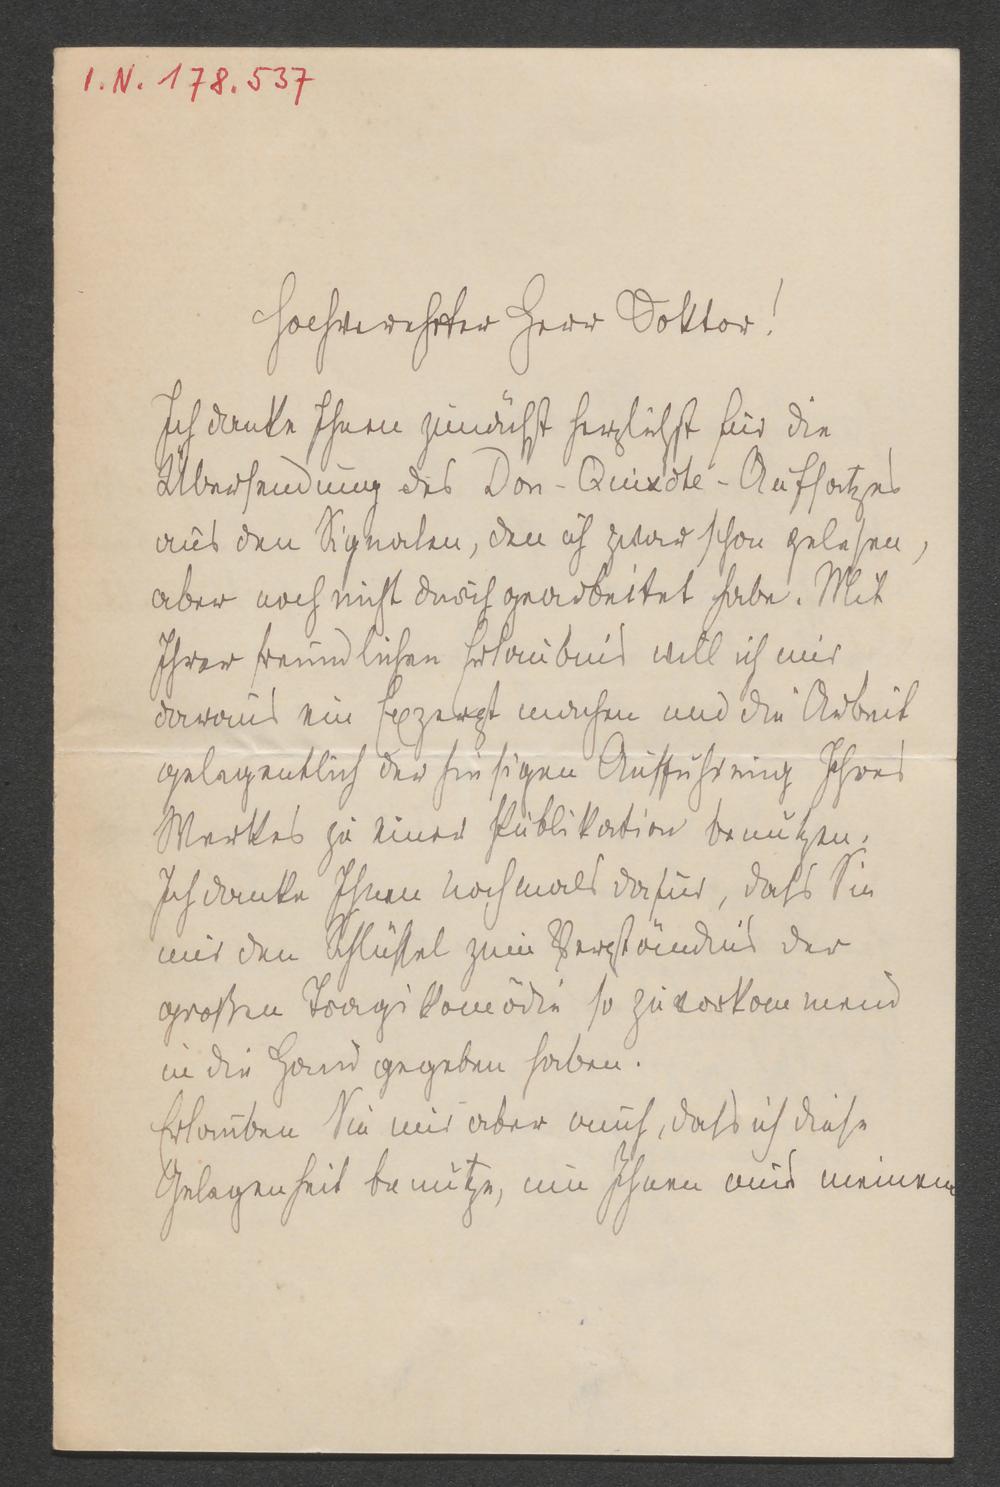 I.N. 178.537
Hochverehrter Herr Doktor!
Ich danke Ihnen zunächst herzlichst für die
Übersendung des Don-Quixote-Aufsatzes
aus den Signalen, den ich zwar schon gelesen,
aber noch nicht durchgearbeitet habe. Mit
Ihrer freundlichen Erlaubnis will ich mir
daraus ein Exzerpt machen und die Arbeit
gelegentlich der hiesigen Aufführung Ihres
Werkes zu einer Publikation benutzen.
Ich danke Ihnen nochmals dafür, dass Sie
mir den Schlüssel zum Verständnis der
großen Tragikomödie so zuvorkommend
in die Hand gegeben haben.
Erlauben Sie mir aber auch, dass ich diese
Gelegenheit benütze, um Ihnen aus meinem